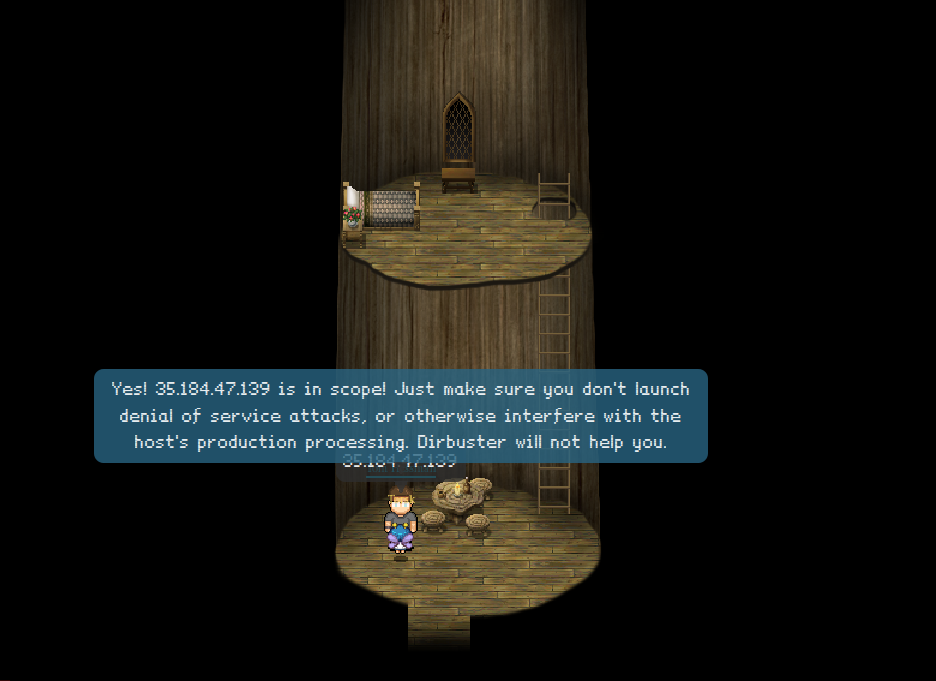 Yes! 35.184.47.139 is in scope! Just make sure you don't launch
denial of service attacks, or otherwise interfere with the
host's production processing. Dirbuster will not help you.
35.184.47.139